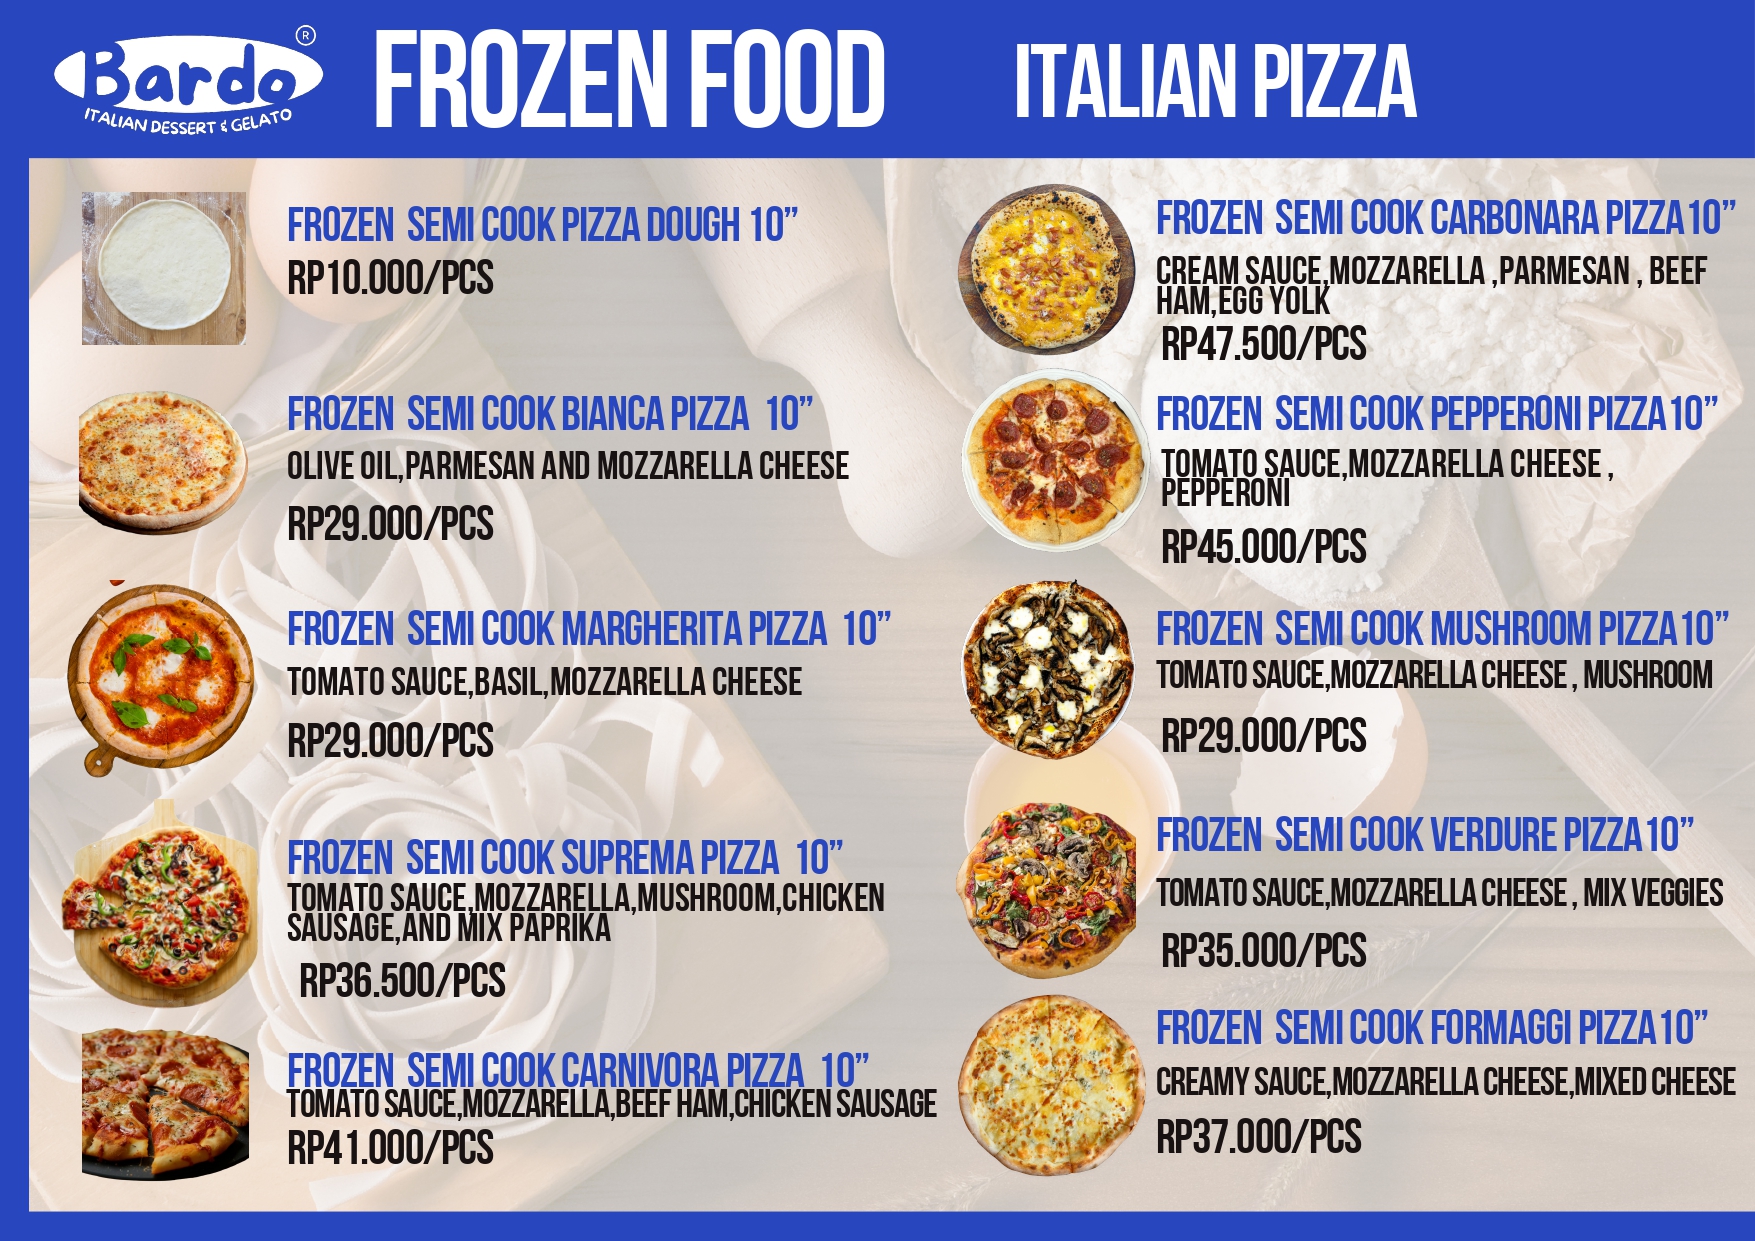 Bardo ®
ITALIAN DESSERT & GELATO
FROZEN FOOD
ITALIAN PIZZA
FROZEN SEMI COOK PIZZA DOUGH 10”
RP10.000/PCS
FROZEN SEMI COOK BIANCA PIZZA 10”
OLIVE OIL,PARMESAN AND MOZZARELLA CHEESE
RP29.000/PCS
FROZEN SEMI COOK MARGHERITA PIZZA 10”
TOMATO SAUCE,BASIL,MOZZARELLA CHEESE
RP29.000/PCS
FROZEN SEMI COOK SUPREMA PIZZA 10”
TOMATO SAUCE,MOZZARELLA,MUSHROOM,CHICKEN
SAUSAGE,AND MIX PAPRIKA
RP36.500/PCS
FROZEN SEMI COOK CARNIVORA PIZZA 10”
TOMATO SAUCE,MOZZARELLA,BEEF HAM,CHICKEN SAUSAGE
RP41.000/PCS
FROZEN SEMI COOK CARBONARA PIZZA 10”
CREAM SAUCE,MOZZARELLA ,PARMESAN , BEEF
HAM,EGG YOLK
RP47.500/PCS
FROZEN SEMI COOK PEPPERONI PIZZA 10”
TOMATO SAUCE,MOZZARELLA CHEESE ,
PEPPERONI
RP45.000/PCS
FROZEN SEMI COOK MUSHROOM PIZZA 10”
TOMATO SAUCE,MOZZARELLA CHEESE , MUSHROOM
RP29.000/PCS
FROZEN SEMI COOK VERDURE PIZZA 10”
TOMATO SAUCE,MOZZARELLA CHEESE , MIX VEGGIES
RP35.000/PCS
FROZEN SEMI COOK FORMAGGI PIZZA 10”
CREAMY SAUCE,MOZZARELLA CHEESE,MIXED CHEESE
RP37.000/PCS